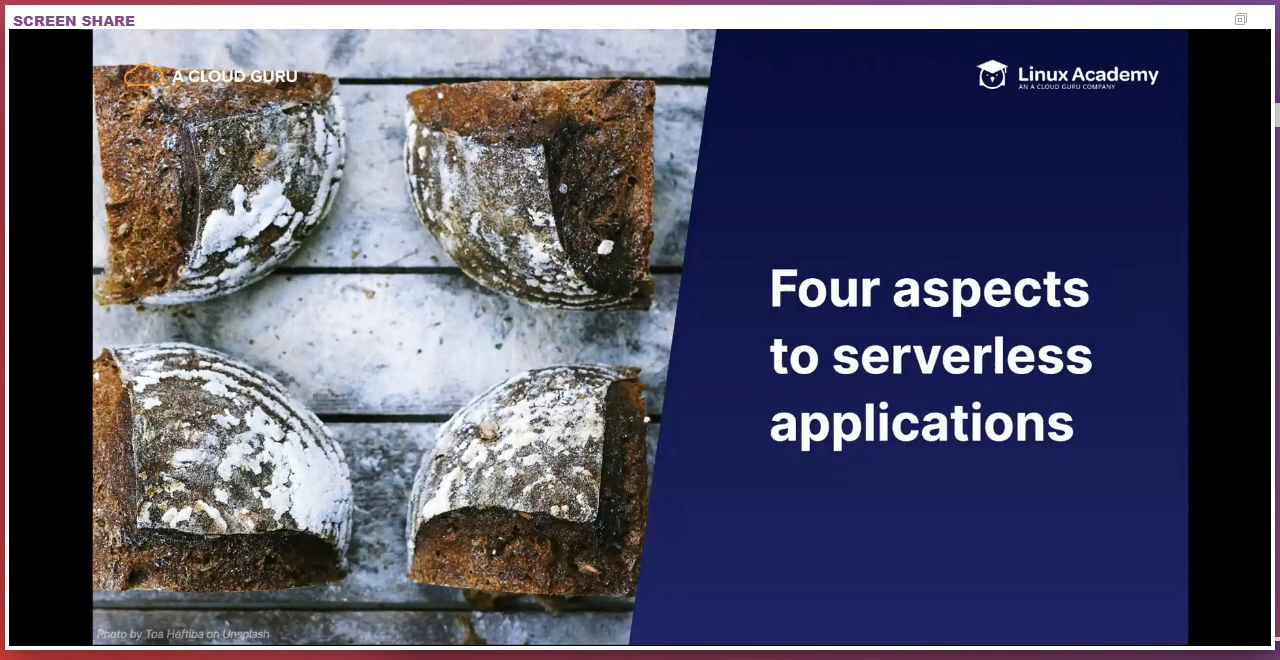 SCREEN SHARE
A CLOUD GURU
Linux Academy
AN A CLOUD GURU COMPANY
Four aspects
to serverless
applications
Photo by Toa Heftiba on Unsplash